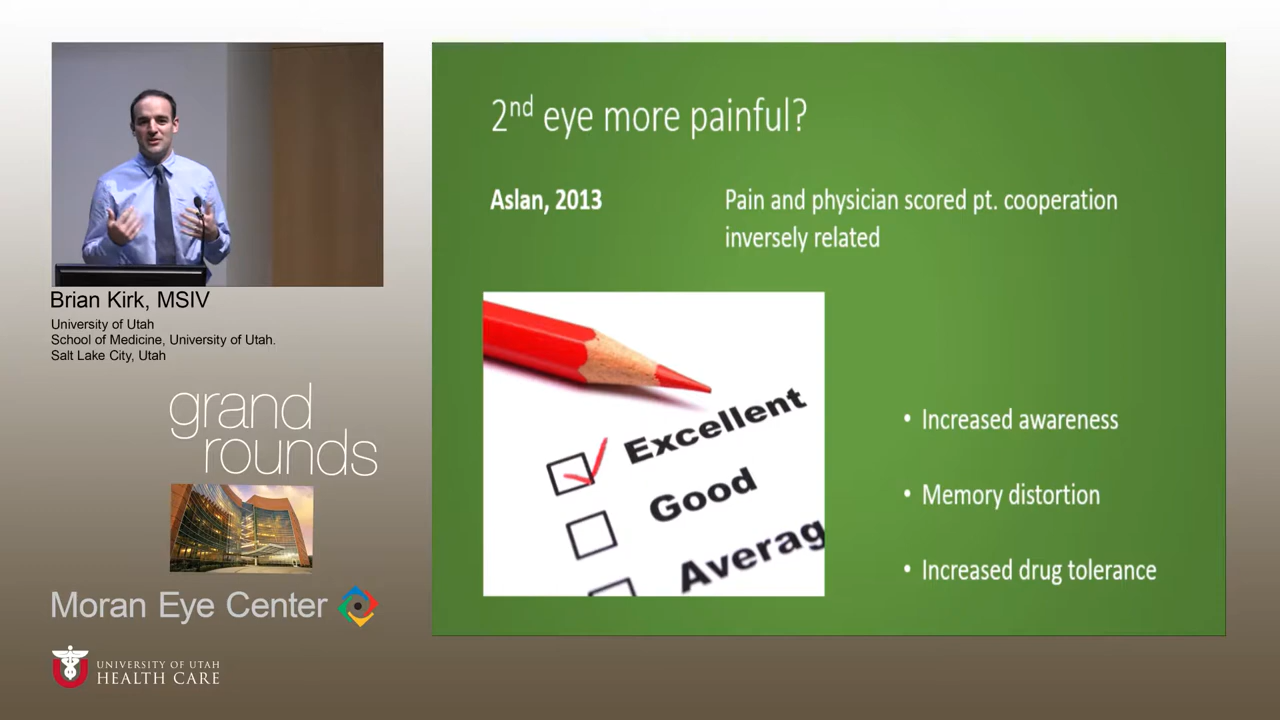 2nd eye more painful?
Aslan, 2013
Pain and physician scored pt. cooperation
inversely related
Excellent
Good
Averag
• Increased awareness
• Memory distortion
• Increased drug tolerance
Brian Kirk, MSIV
University of Utah
School of Medicine, University of Utah.
Salt Lake City, Utah
grand
rounds
Moran Eye Center
UNIVERSITY OF UTAH
HEALTH CARE